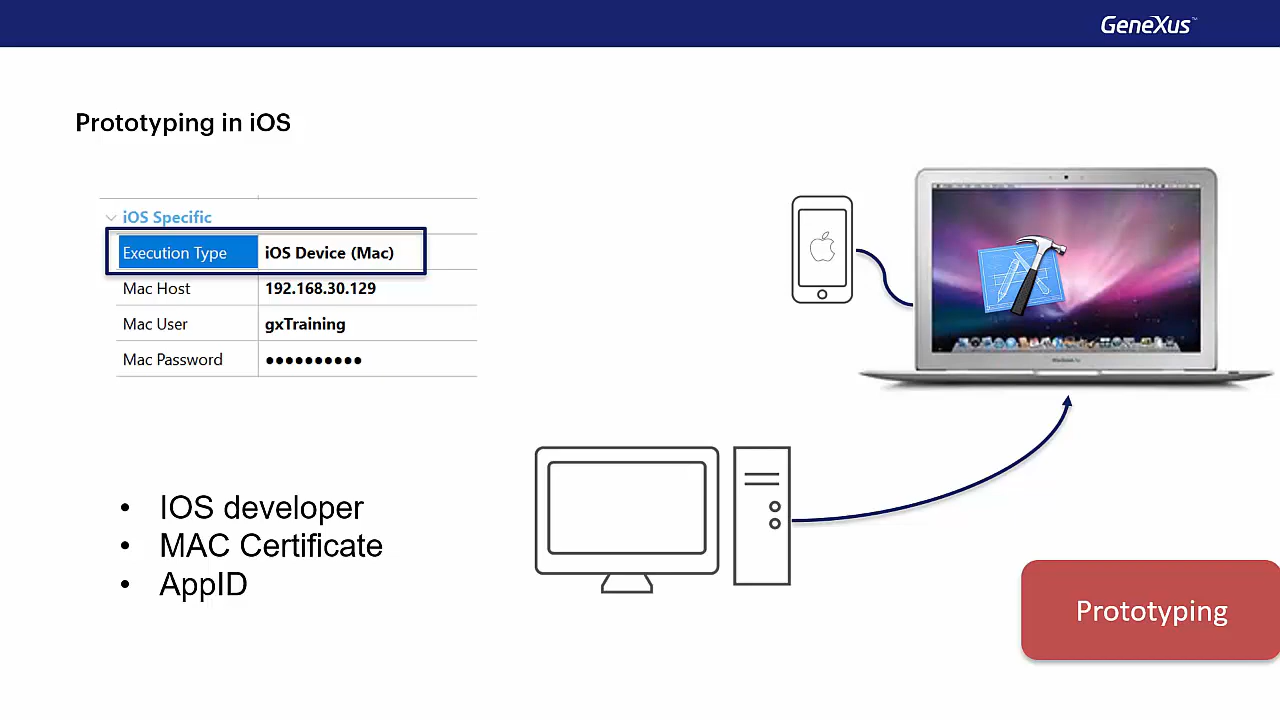 GeneXus™
Prototyping in iOS
iOS Specific
Execution Type iOS Device (Mac)
Mac Host 192.168.30.129
Mac User gxTraining
Mac Password ●●●●●●●●●●
• IOS developer
• MAC Certificate
• AppID
Prototyping